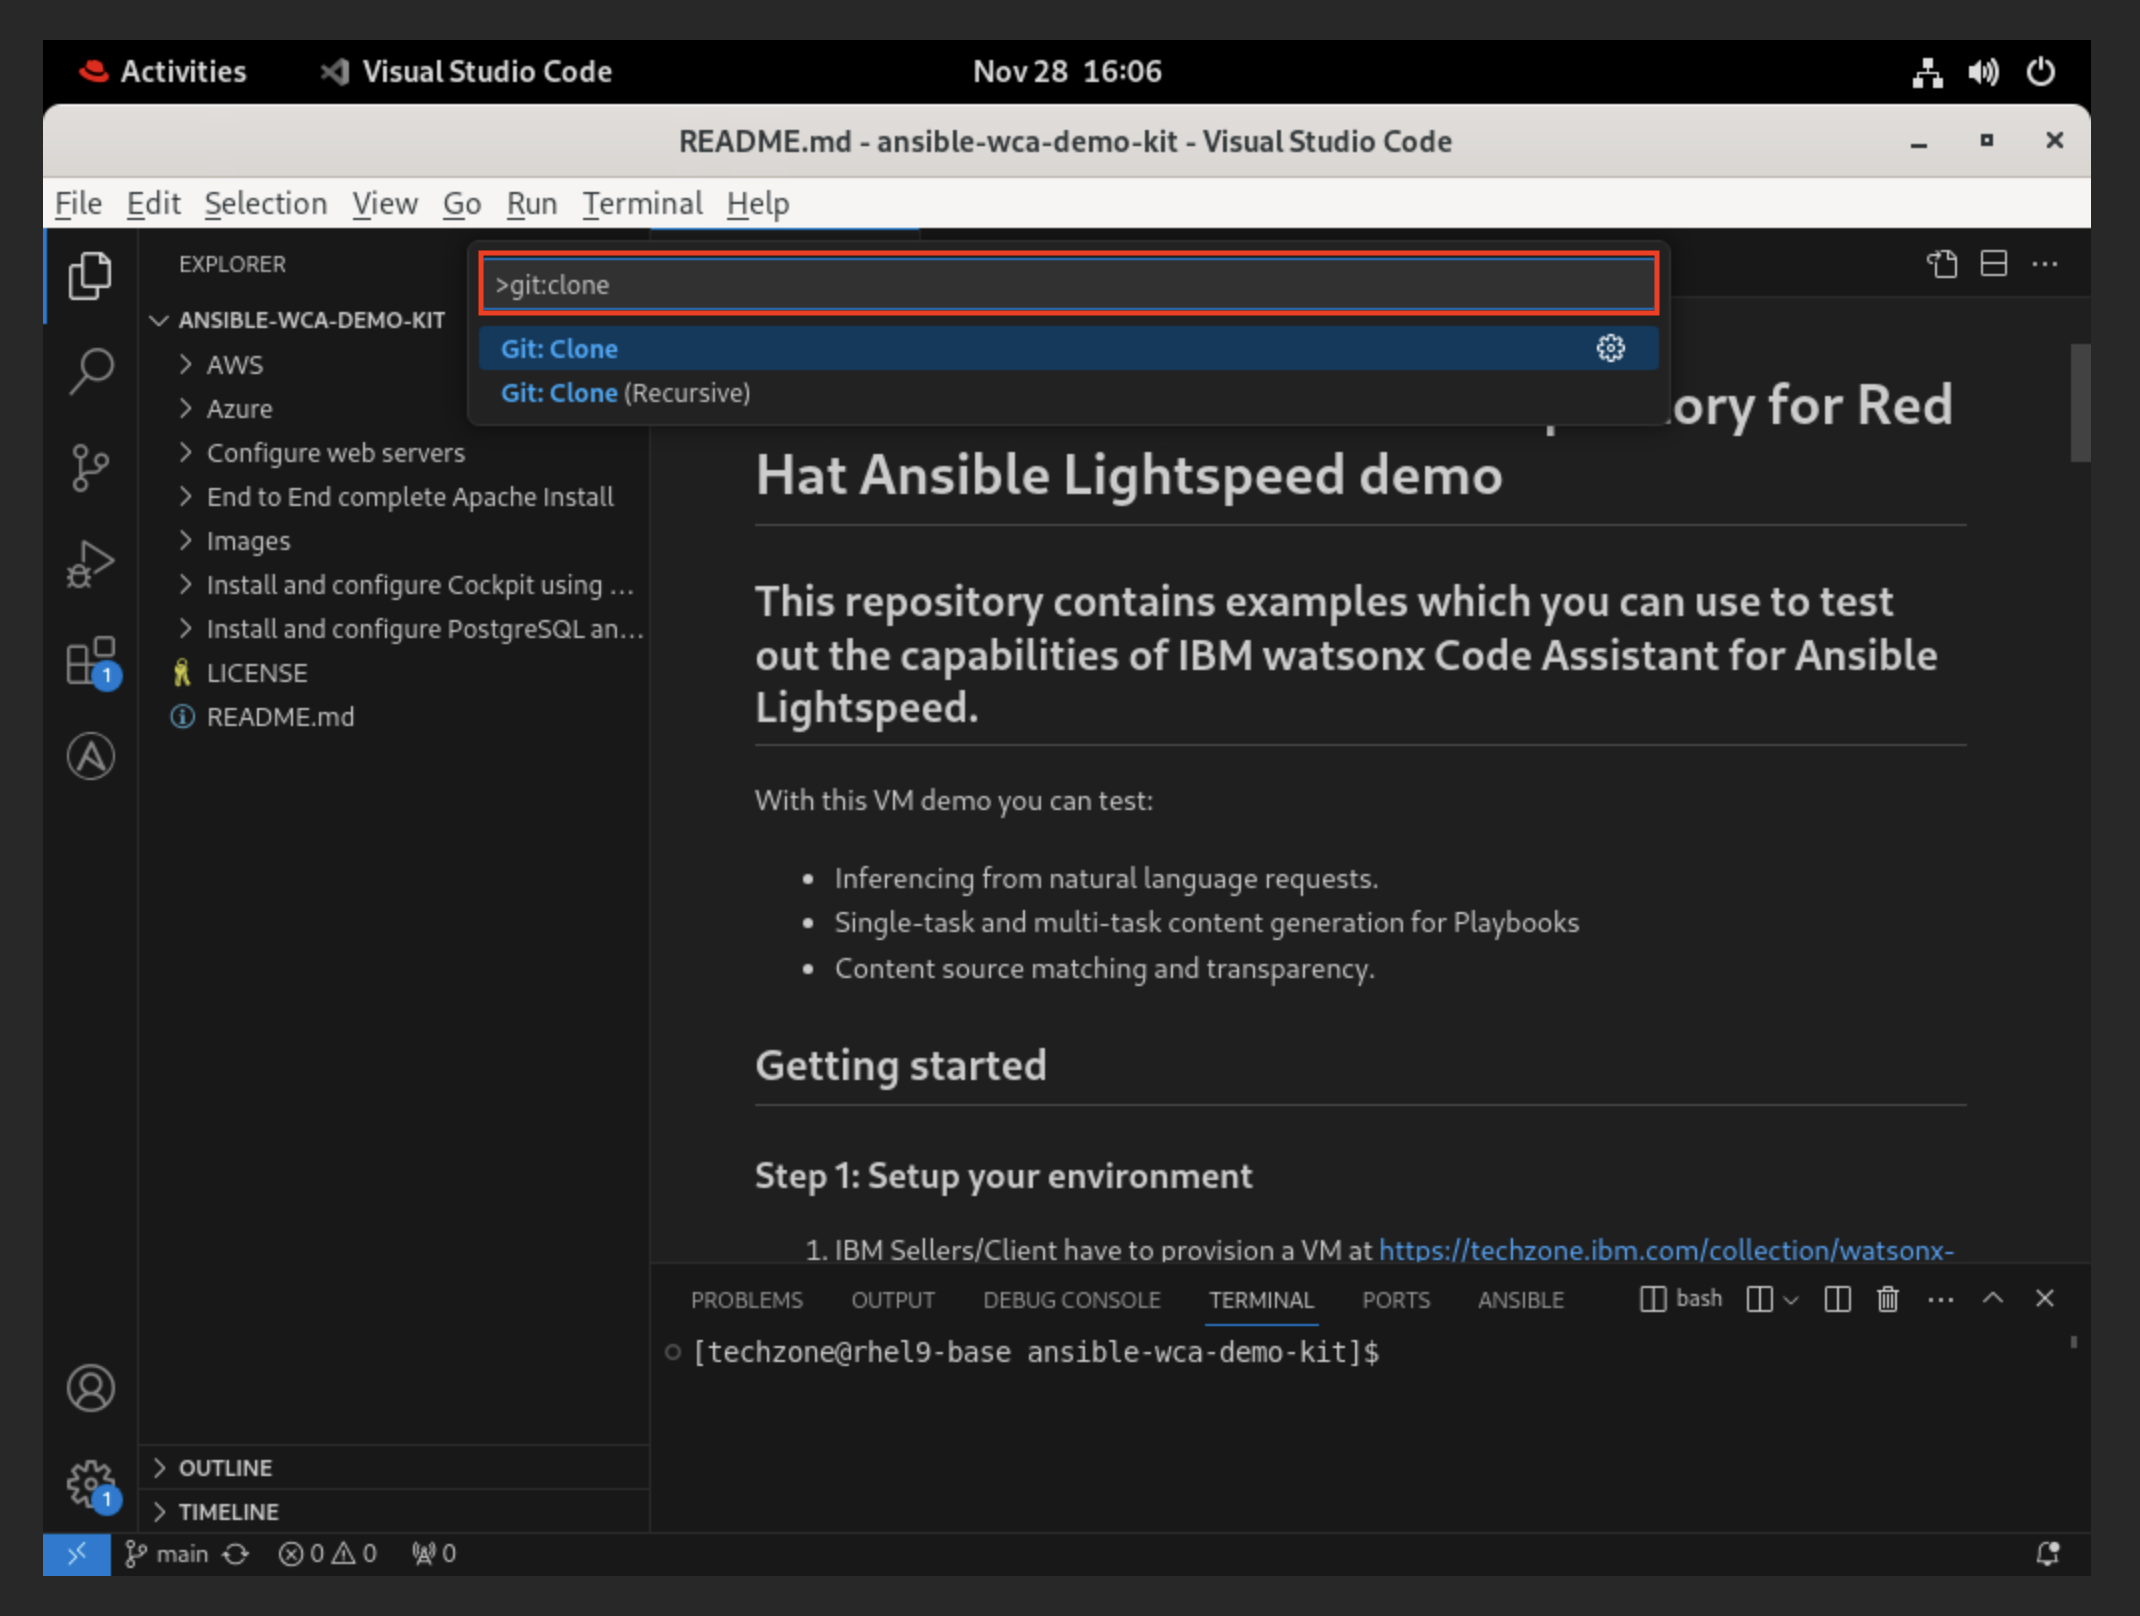 Activities
Visual Studio Code
Nov 28 16:06
README.md - ansible-wca-demo-kit - Visual Studio Code
File Edit Selection View Go Run Terminal Help
EXPLORER
>git:clone
Git: Clone
Git: Clone (Recursive)
ANSIBLE-WCA-DEMO-KIT
AWS
Azure
Configure web servers
End to End complete Apache Install
Images
Install and configure Cockpit using ...
Install and configure PostgreSQL an...
LICENSE
README.md
1
for Red
Hat Ansible Lightspeed demo
This repository contains examples which you can use to test
out the capabilities of IBM watsonx Code Assistant for Ansible
Lightspeed.
With this VM demo you can test:
• Inferencing from natural language requests.
• Single-task and multi-task content generation for Playbooks
• Content source matching and transparency.
Getting started
Step 1: Setup your environment
1. IBM Sellers/Client have to provision a VM at https://techzone.ibm.com/collection/watsonx-
PROBLEMS OUTPUT DEBUG CONSOLE TERMINAL PORTS ANSIBLE bash
[techzone@rhel9-base ansible-wca-demo-kit]$
1
OUTLINE
TIMELINE
main 0 0 0